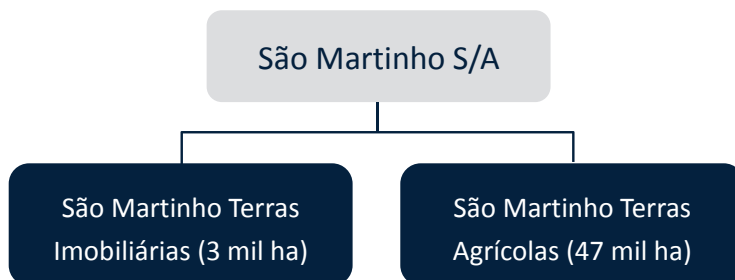 São Martinho S/A
São Martinho Terras
Imobiliárias (3 mil ha)
São Martinho Terras
Agrícolas (47 mil ha)